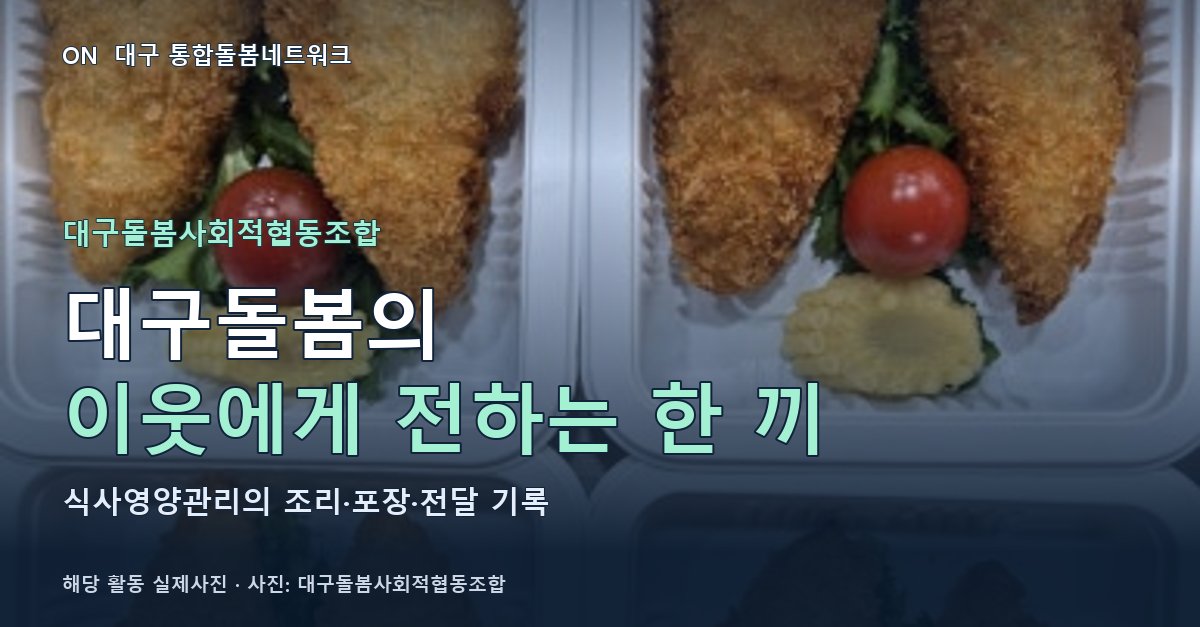 ON 대구 통합돌봄네트워크
대구돌봄사회적협동조합
대구돌봄의
이웃에게 전하는 한 끼
식사영양관리의 조리·포장·전달 기록
해당 활동 실제사진 · 사진: 대구돌봄사회적협동조합